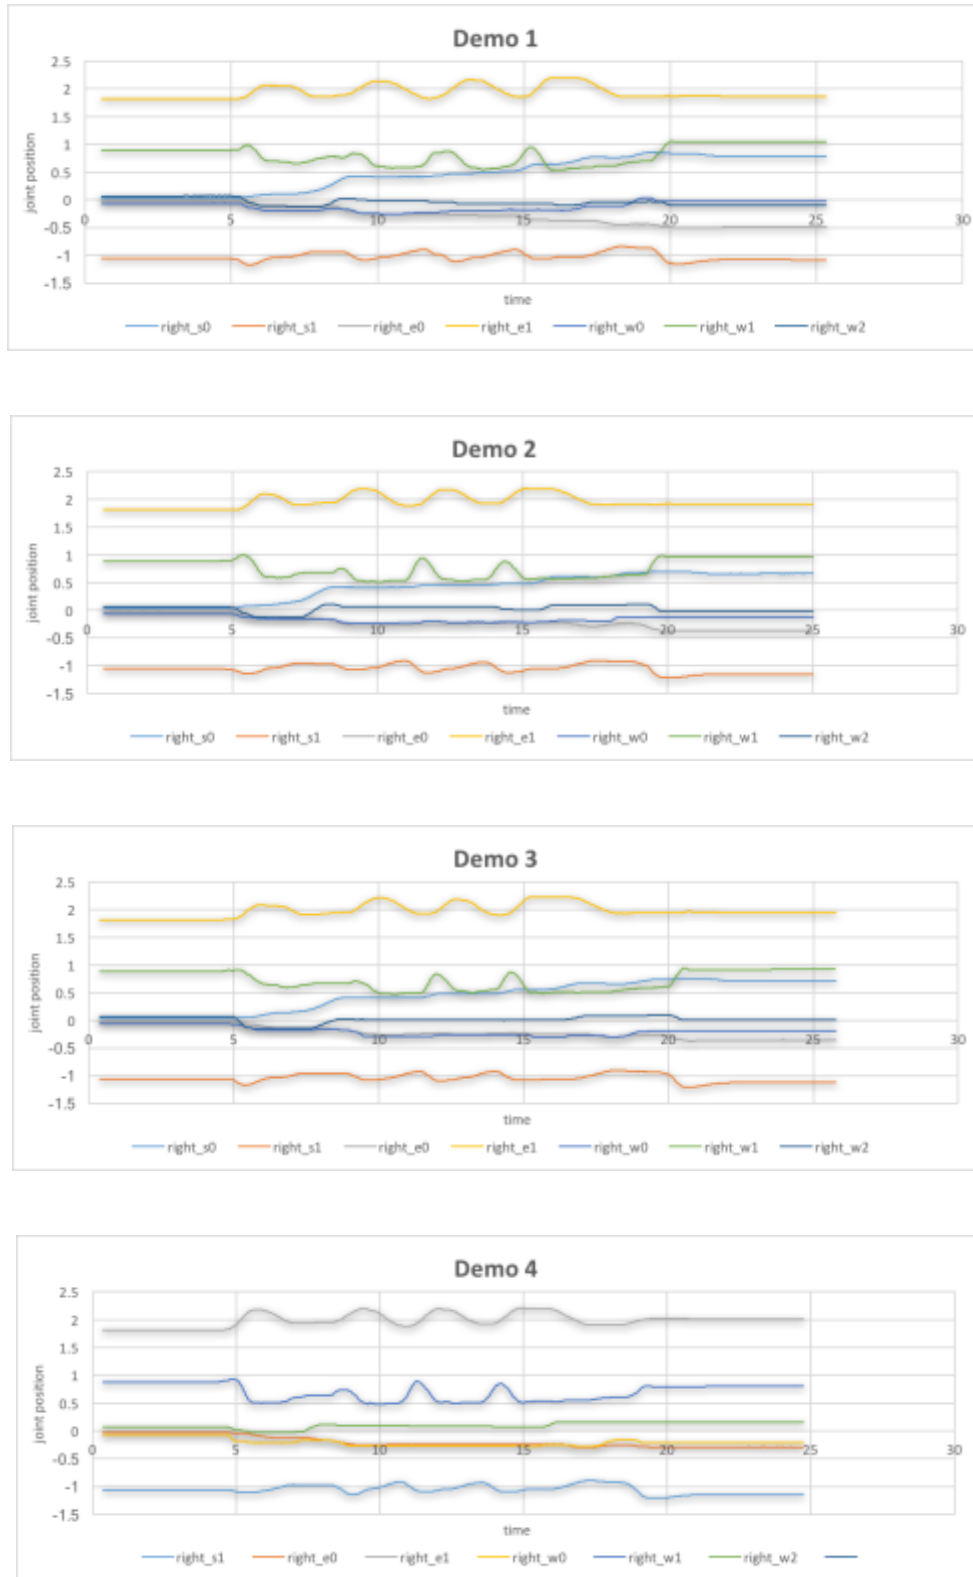 Demo 1
2.5
2
1.5
1
0.5
0
-0.5
-1
-1.5
joint position
0 5 10 15 20 25 30
time
right_s0 right_s1 right_e0 right_e1 right_w0 right_w1 right_w2
Demo 2
2.5
2
1.5
1
0.5
0
-0.5
-1
-1.5
joint position
0 5 10 15 20 25 30
time
right_s0 right_s1 right_e0 right_e1 right_w0 right_w1 right_w2
Demo 3
2.5
2
1.5
1
0.5
0
-0.5
-1
-1.5
joint position
0 5 10 15 20 25 30
time
right_s0 right_s1 right_e0 right_e1 right_w0 right_w1 right_w2
Demo 4
2.5
2
1.5
1
0.5
0
-0.5
-1
-1.5
joint position
0 5 10 15 20 25 30
time
right_s1 right_e0 right_e1 right_w0 right_w1 right_w2